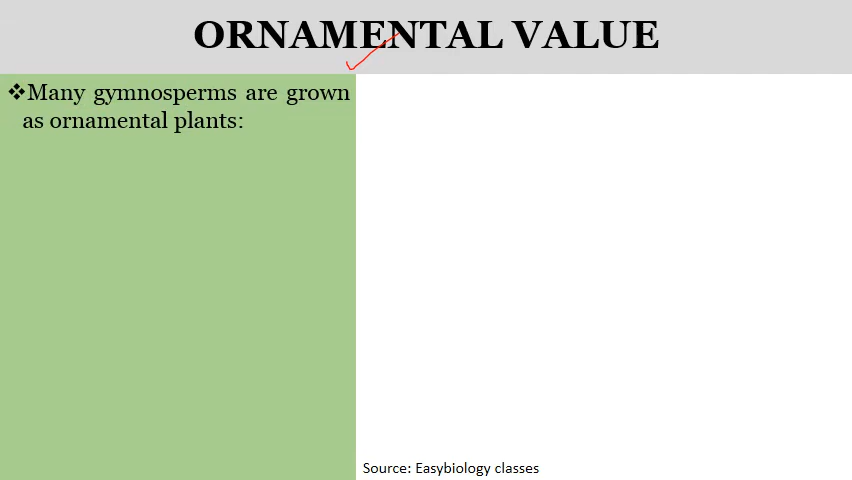 ORNAMENTAL VALUE
❖Many gymnosperms are grown
as ornamental plants:
Source: Easybiology classes